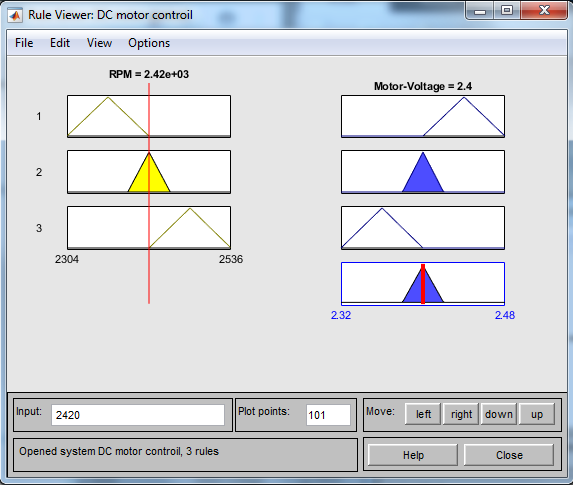 Rule Viewer: DC motor controil
File Edit View Options
RPM = 2.42e+03
Motor-Voltage = 2.4
1
2
3
2304 2536
2.32 2.48
Input: 2420 Plot points: 101 Move: left right down up
Opened system DC motor controil, 3 rules
Help Close